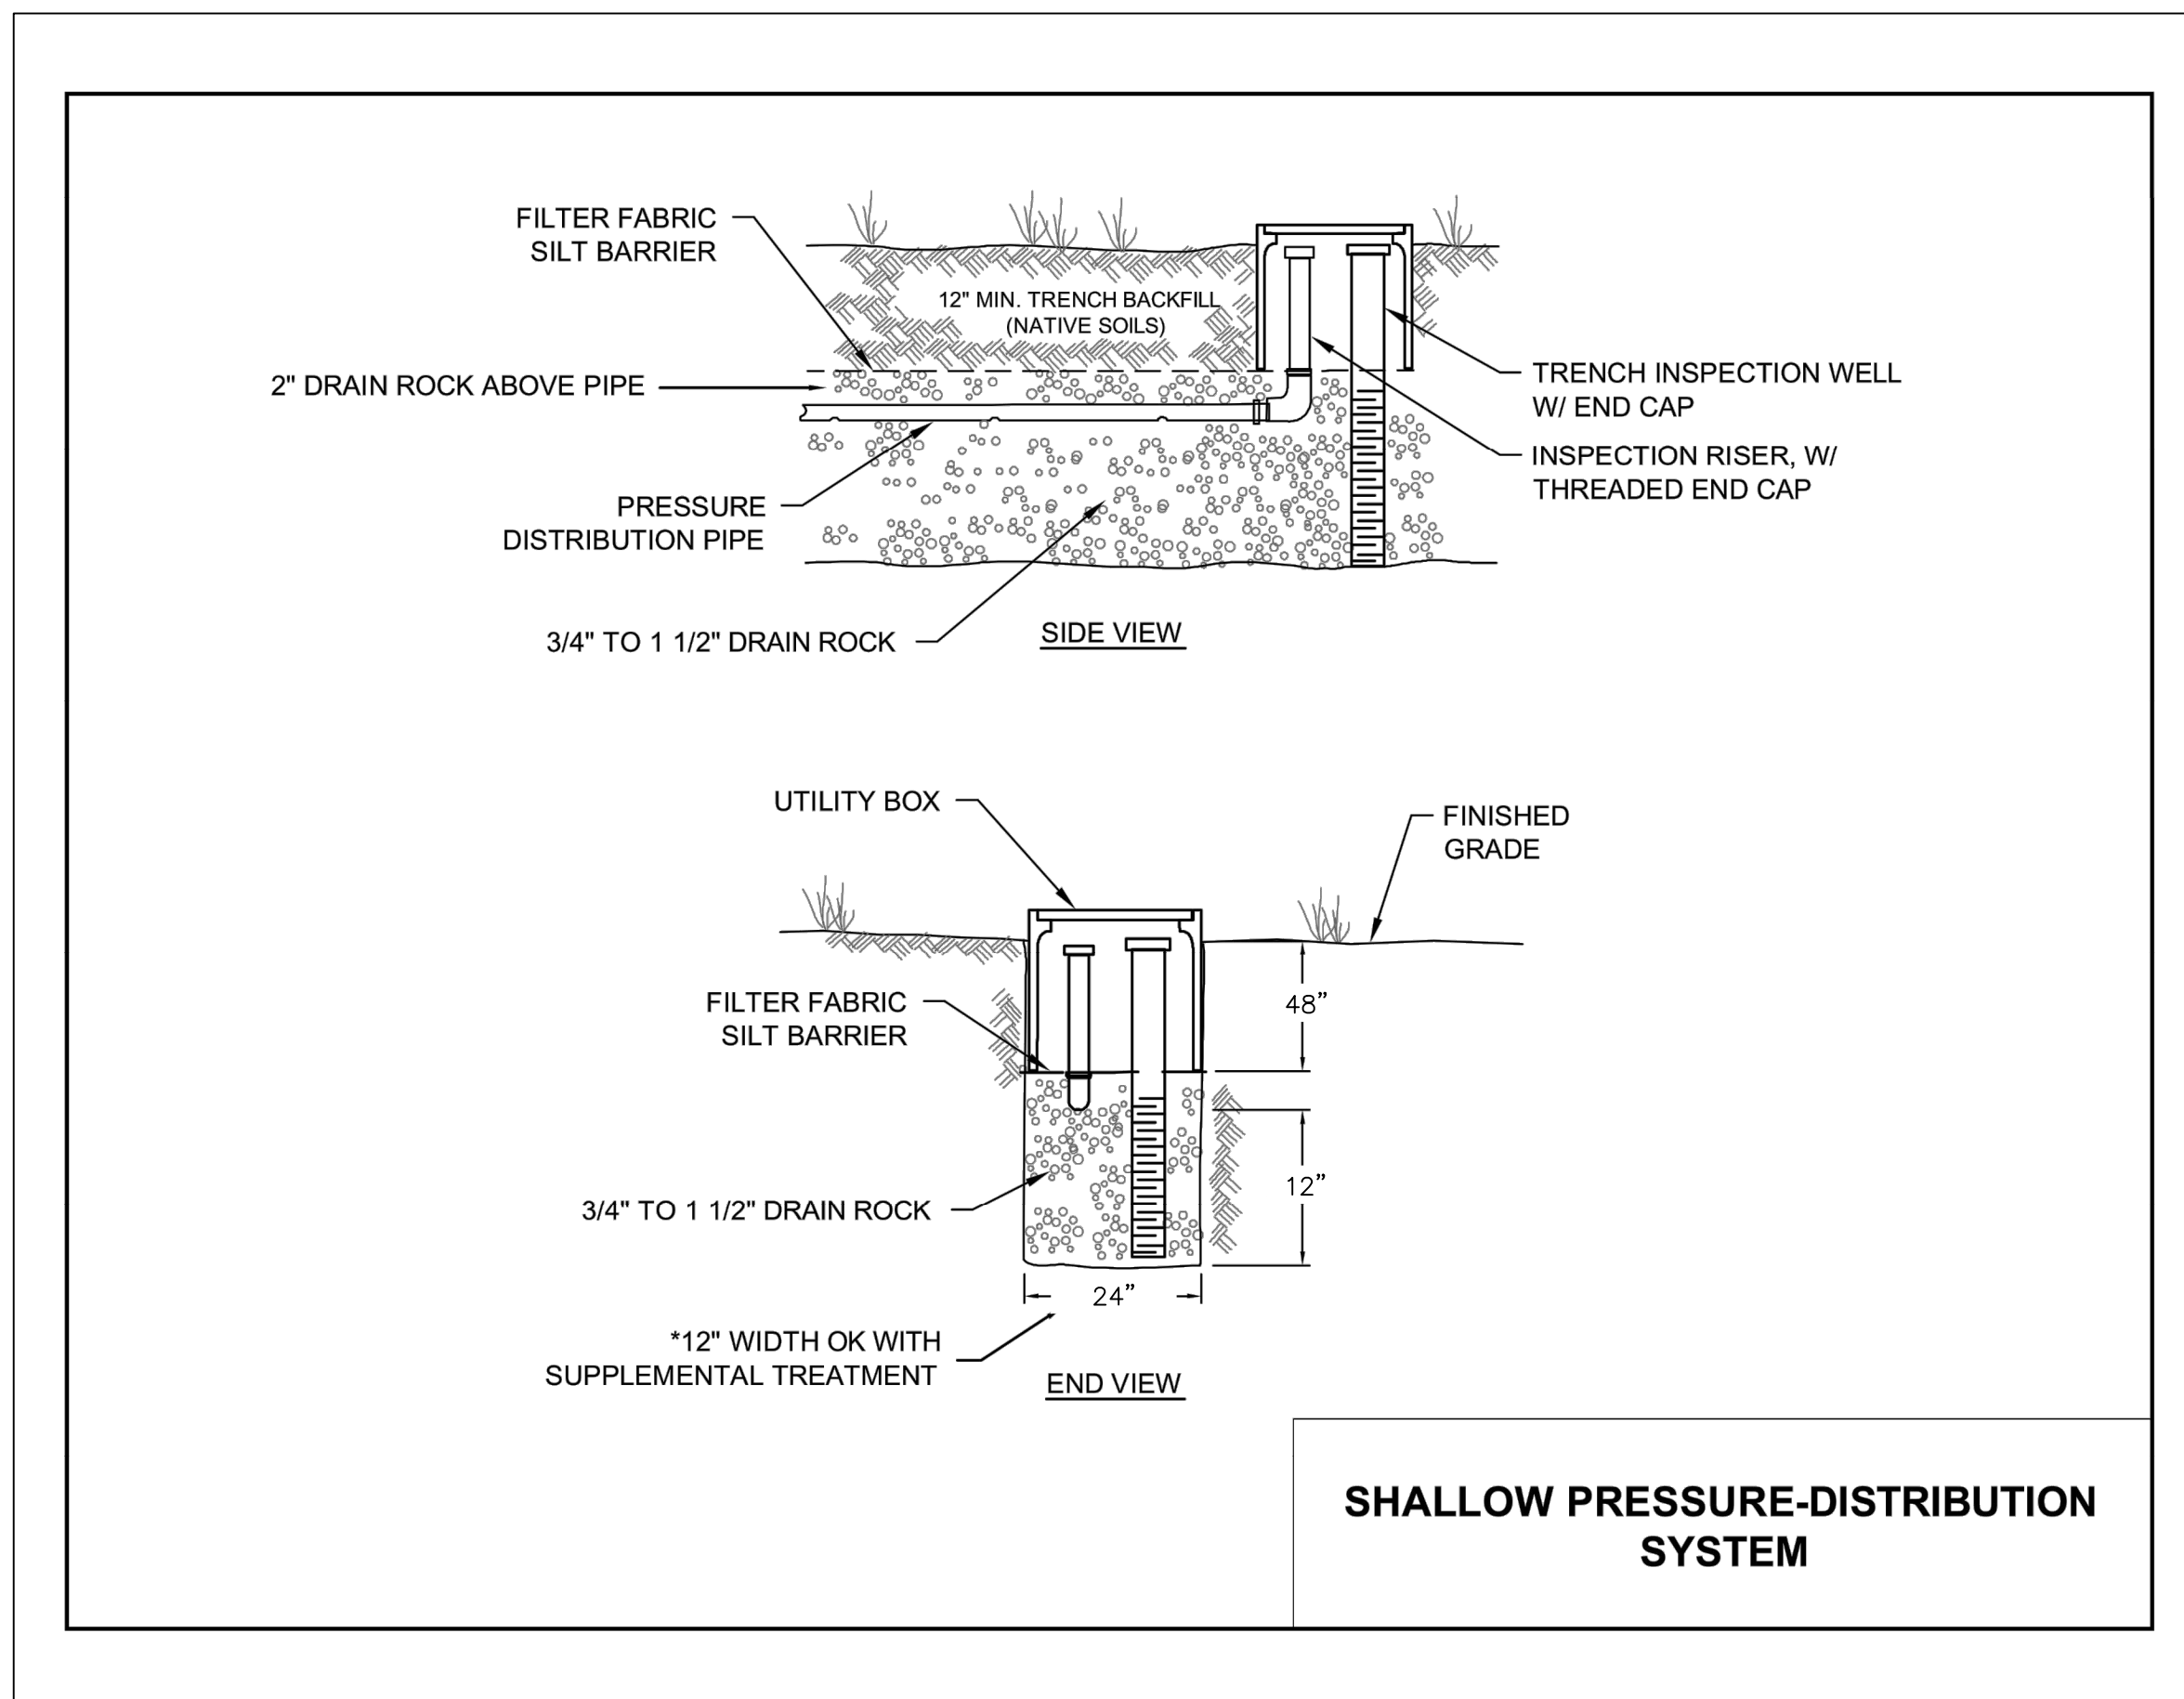 FILTER FABRIC
SILT BARRIER
12" MIN. TRENCH BACKFILL
(NATIVE SOILS)
2" DRAIN ROCK ABOVE PIPE
TRENCH INSPECTION WELL
W/ END CAP
INSPECTION RISER, W/
THREADED END CAP
PRESSURE
DISTRIBUTION PIPE
3/4" TO 1 1/2" DRAIN ROCK
SIDE VIEW
UTILITY BOX
FINISHED
GRADE
FILTER FABRIC
SILT BARRIER
48”
12”
3/4" TO 1 1/2" DRAIN ROCK
24”
*12" WIDTH OK WITH
SUPPLEMENTAL TREATMENT
END VIEW
SHALLOW PRESSURE-DISTRIBUTION
SYSTEM